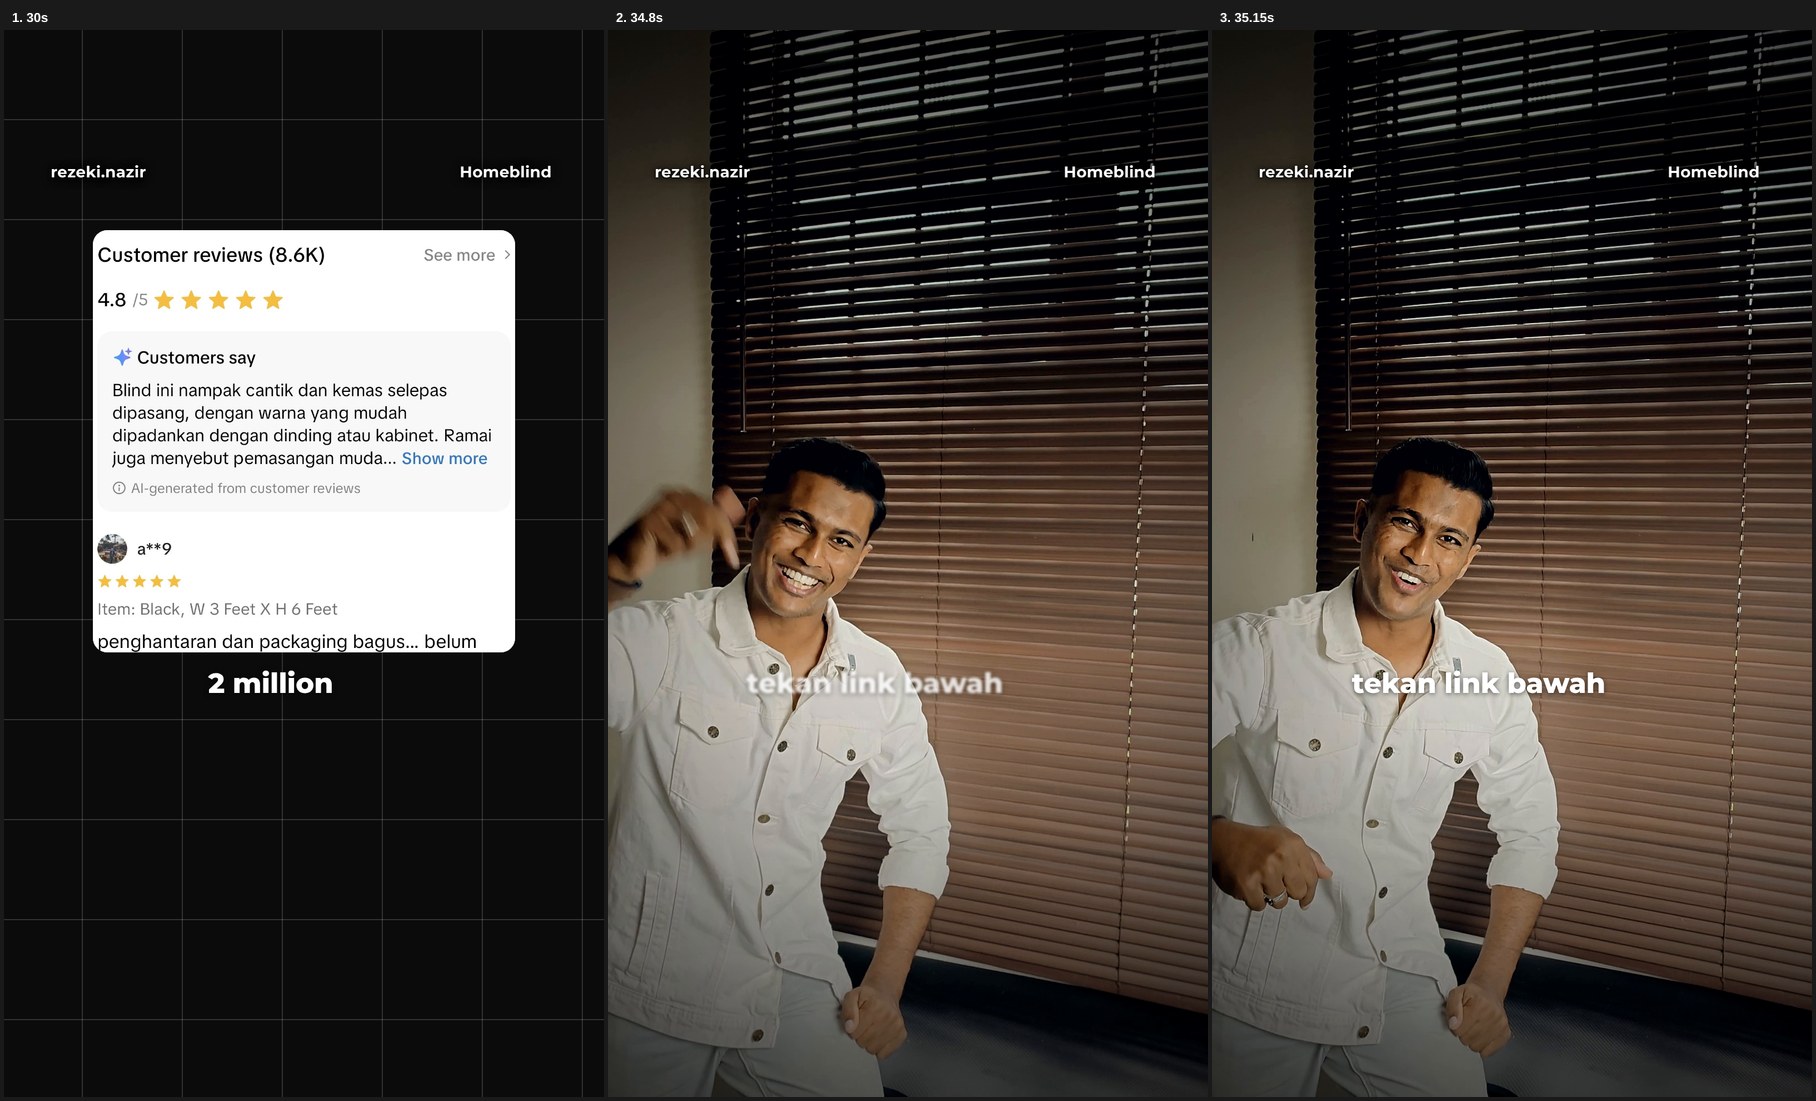 1. 30s
rezeki.nazir
Homeblind
Customer reviews (8.6K)
See more
4.8 /5
Customers say
Blind ini nampak cantik dan kemas selepas
dipasang, dengan warna yang mudah
dipadankan dengan dinding atau kabinet. Ramai
juga menyebut pemasangan muda... Show more
AI-generated from customer reviews
a**9
Item: Black, W 3 Feet X H 6 Feet
penghantaran dan packaging bagus... belum
2 million
2. 34.8s
rezeki.nazir
Homeblind
tekan link bawah
3. 35.15s
rezeki.nazir
Homeblind
tekan link bawah